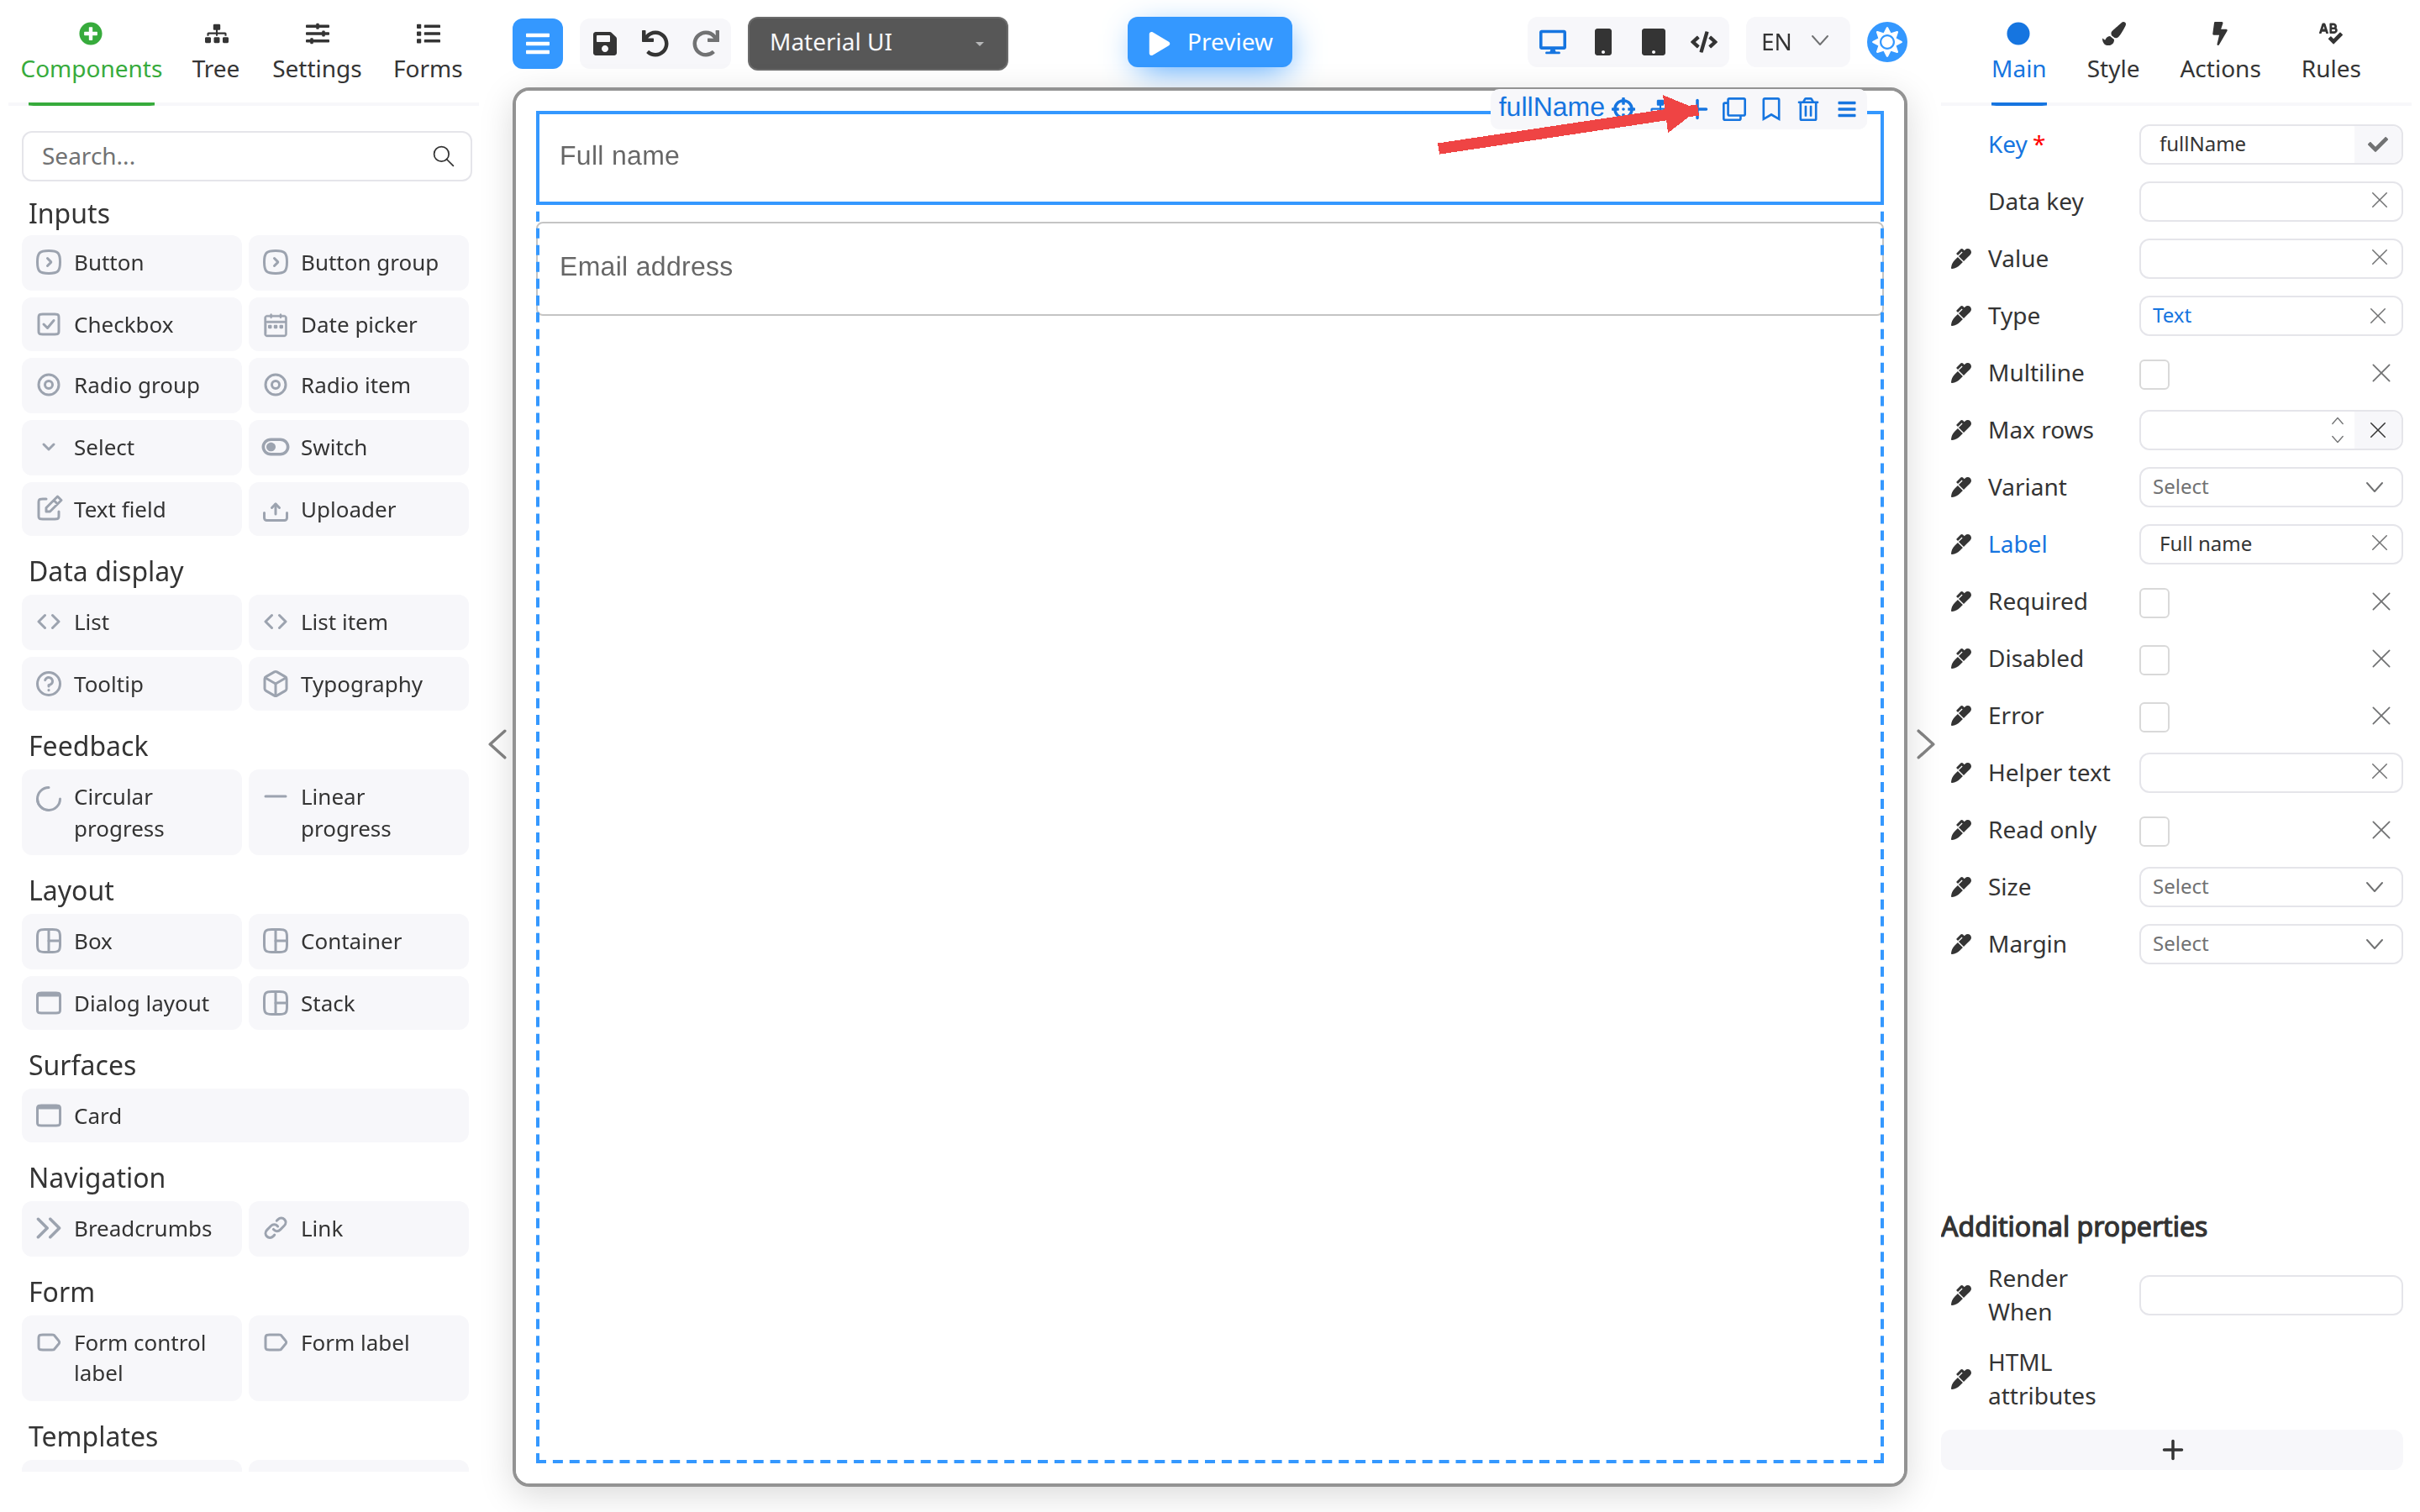 Components Tree Settings Forms
Material UI
Preview
EN
Main Style Actions Rules
Search...
Inputs
Button Button group
Checkbox Date picker
Radio group Radio item
Select Switch
Text field Uploader
Data display
List List item
Tooltip Typography
Feedback
Circular progress Linear progress
Layout
Box Container
Dialog layout Stack
Surfaces
Card
Navigation
Breadcrumbs Link
Form
Form control label Form label
Templates
fullName
Full name
Email address
Key * fullName
Data key
Value
Type Text
Multiline
Max rows
Variant Select
Label Full name
Required
Disabled
Error
Helper text
Read only
Size Select
Margin Select
Additional properties
Render When
HTML attributes